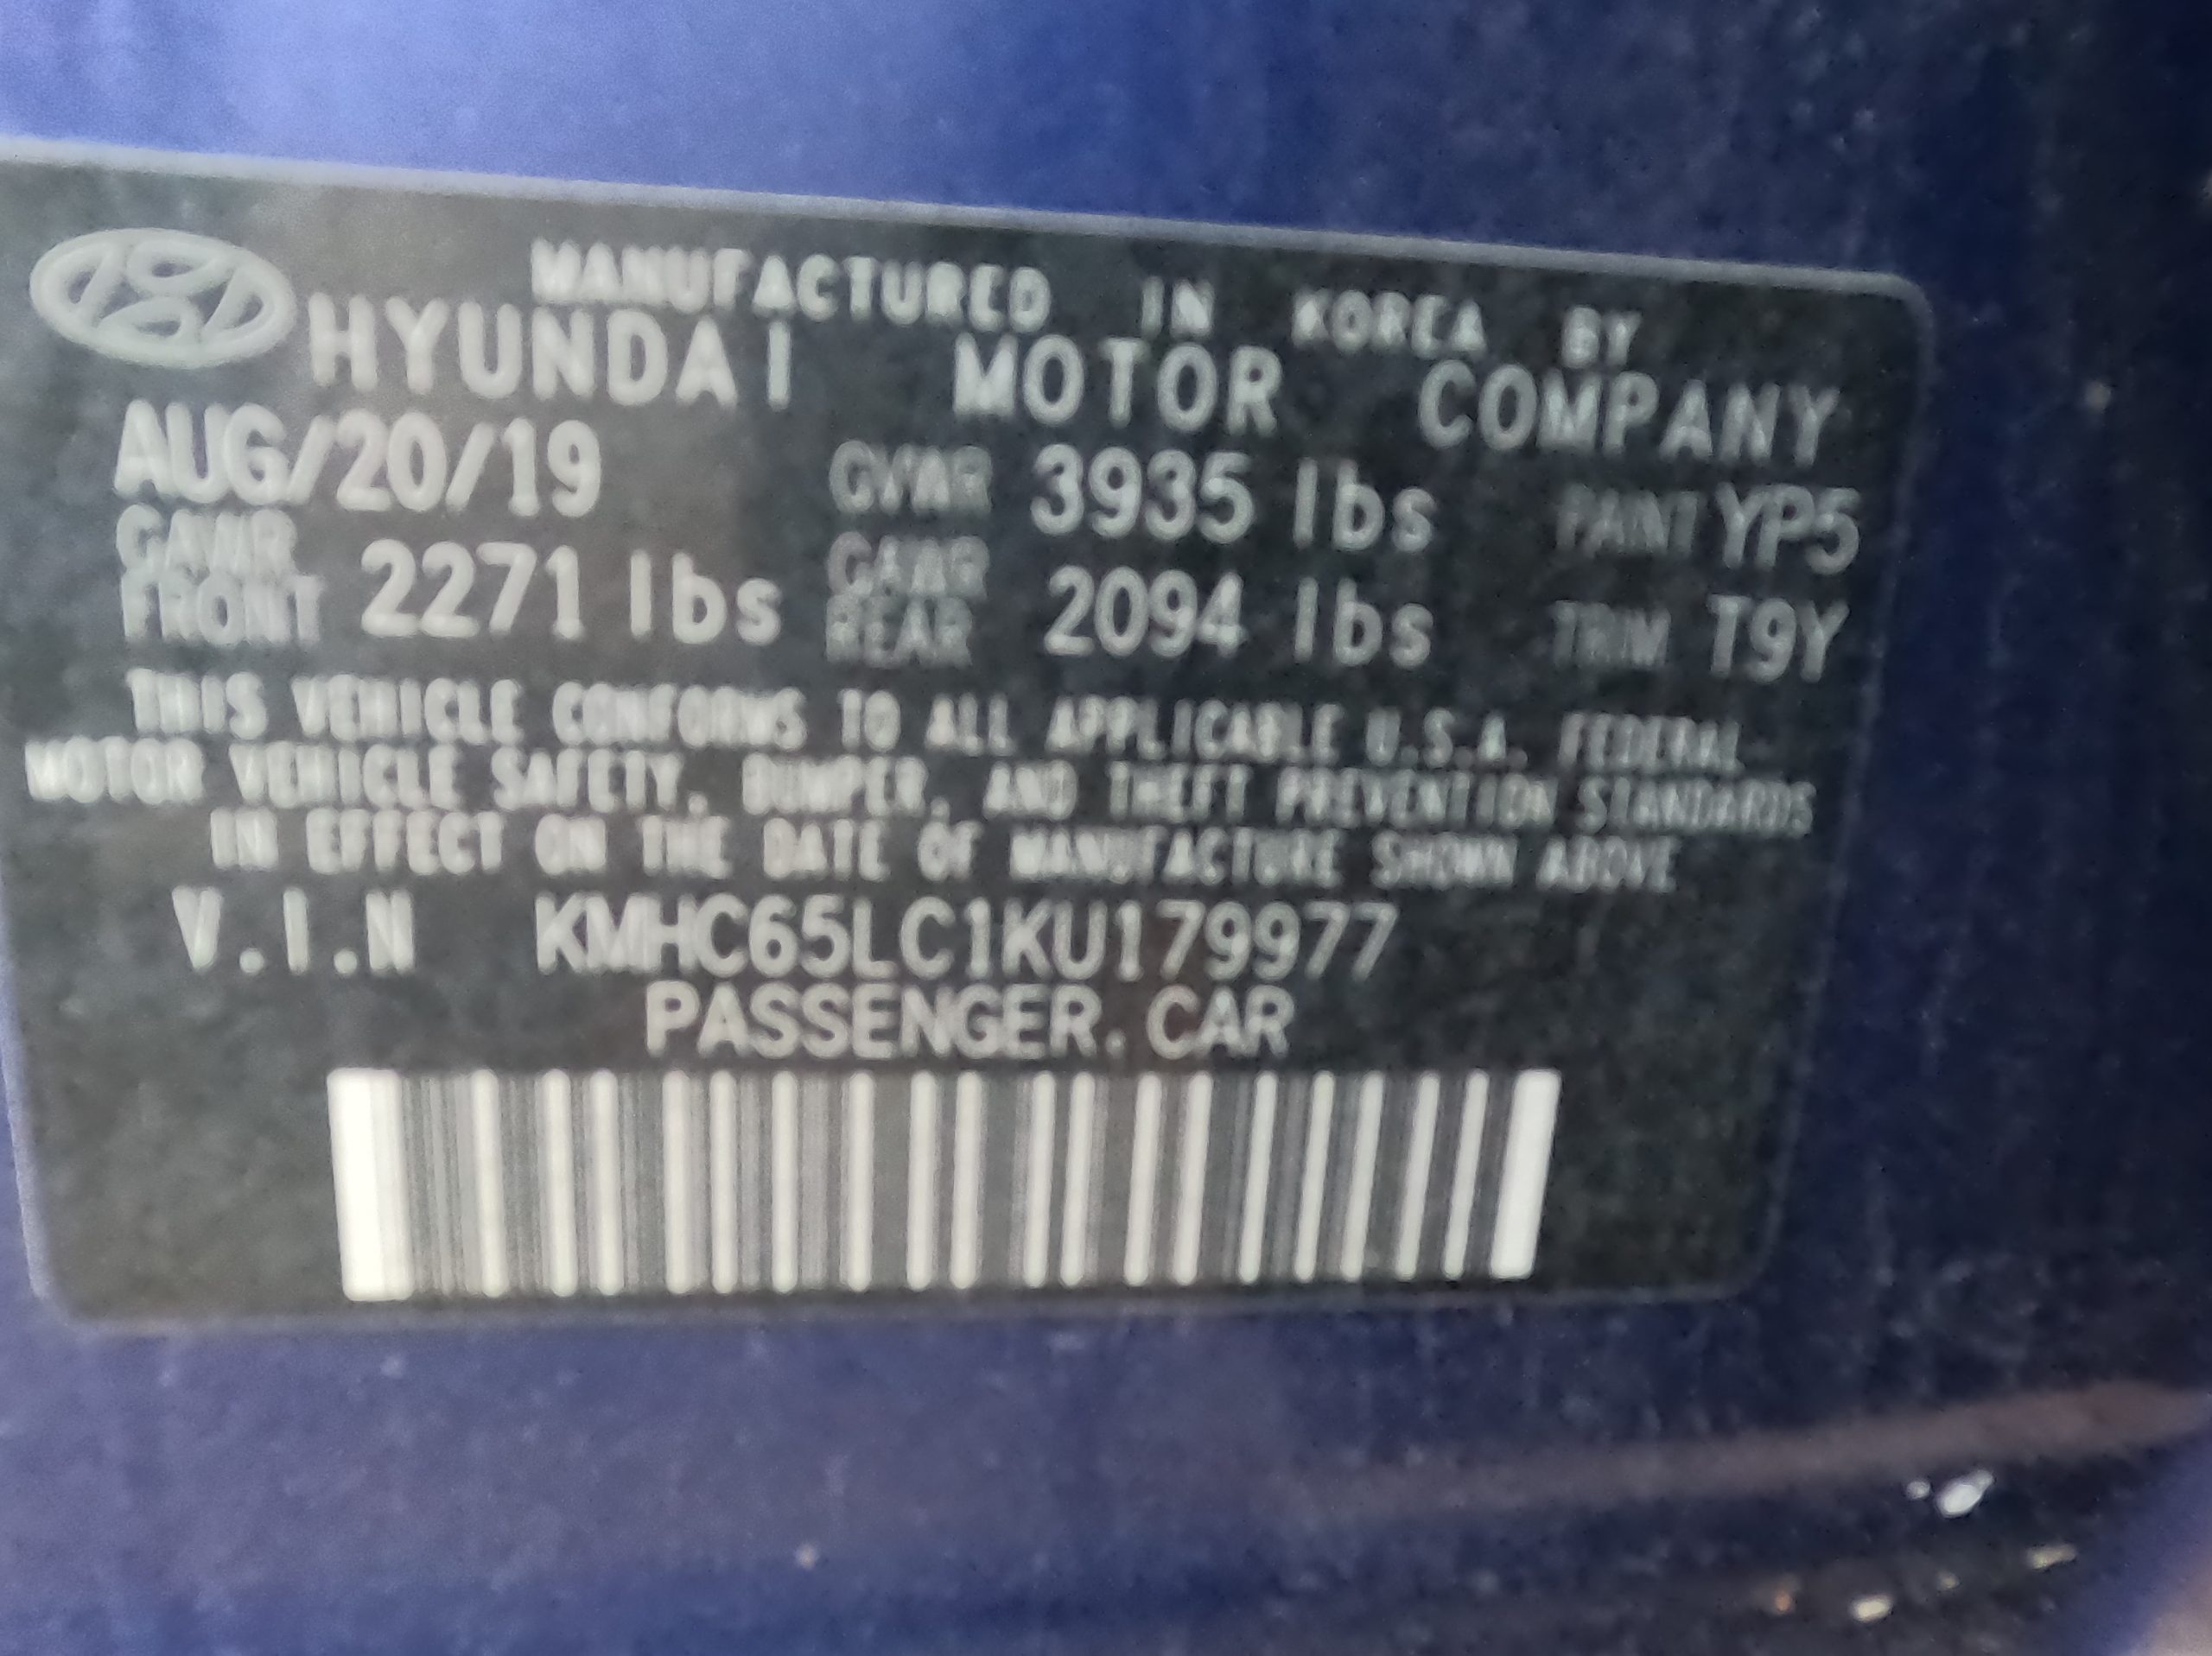 MANUFACTURED IN KOREA BY
HYUNDAI MOTOR COMPANY
AUG/20/19 GVWR 3935 lbs PAINT YP5
GAWR FRONT 2271 lbs GAWR REAR 2094 lbs TRIM T9Y
THIS VEHICLE CONFORMS TO ALL APPLICABLE U.S.A. FEDERAL
MOTOR VEHICLE SAFETY, BUMPER, AND THEFT PREVENTION STANDARDS
IN EFFECT ON THE DATE OF MANUFACTURE SHOWN ABOVE
V.I.N KMHC65LC1KU179977
PASSENGER.CAR